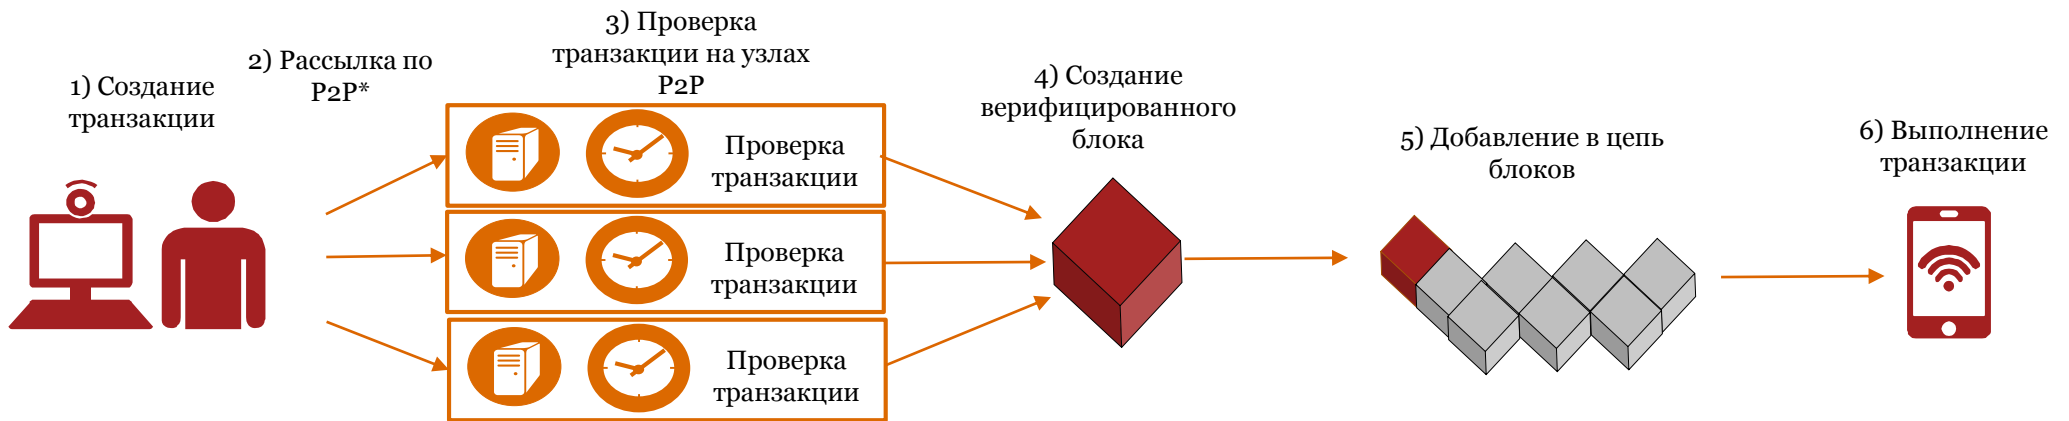 1) Создание
транзакции
2) Рассылка по
P2P*
3) Проверка
транзакции на узлах
P2P
Проверка
транзакции
Проверка
транзакции
Проверка
транзакции
4) Создание
верифицированного
блока
5) Добавление в цепь
блоков
6) Выполнение
транзакции